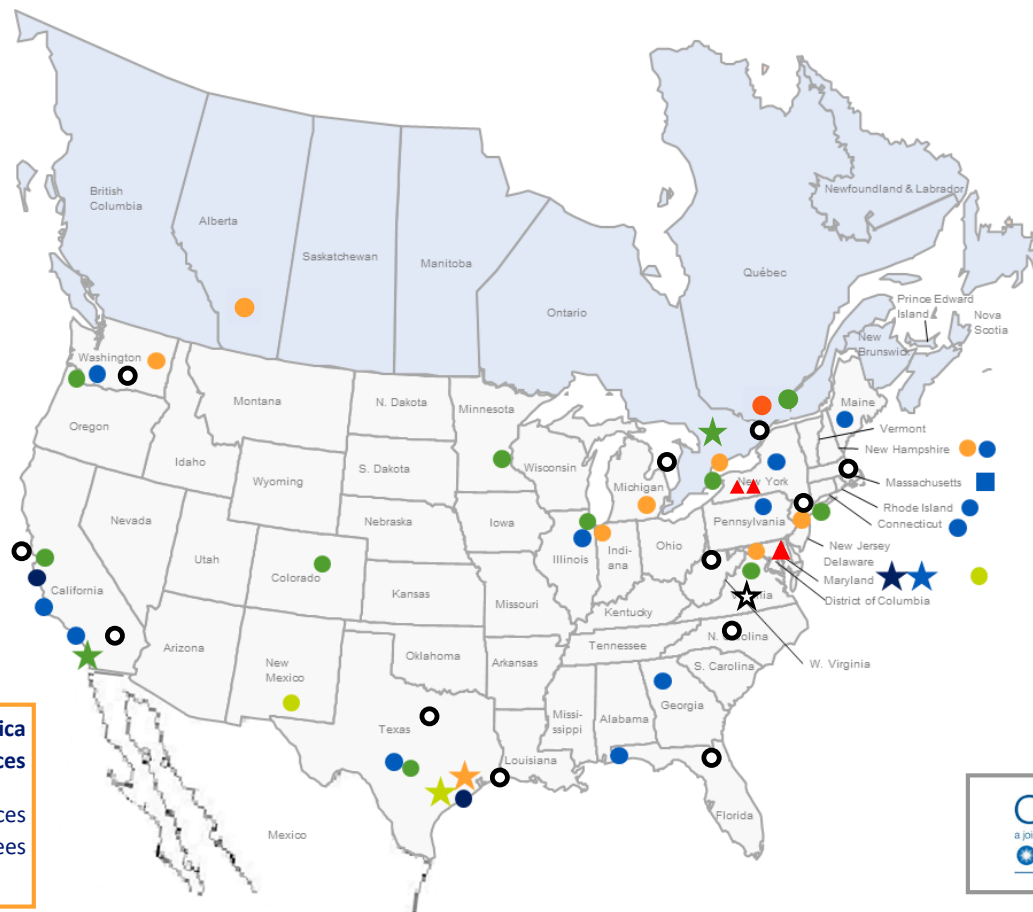 British
Columbia
Alberta
Saskatchewan
Manitoba
Ontario
Québec
Newfoundland & Labrador
Prince Edward
Island
Nova
Scotia
New
Brunswick
Washington
Montana
N. Dakota
Minnesota
Maine
Oregon
Idaho
Wyoming
S. Dakota
Wisconsin
Michigan
New York
Vermont
New Hampshire
Massachusetts
Rhode Island
Connecticut
Nevada
Utah
Colorado
Nebraska
Iowa
Illinois
Indi-
ana
Ohio
Pennsylvania
New Jersey
Delaware
Maryland
District of Columbia
California
Kansas
Missouri
Kentucky
W. Virginia
Arizona
New
Mexico
Oklahoma
Arkansas
Tennessee
N. Carolina
S. Carolina
Texas
Louisiana
Missi-
ssippi
Alabama
Georgia
Florida
Mexico
ica
ces
ces
ees
a joi